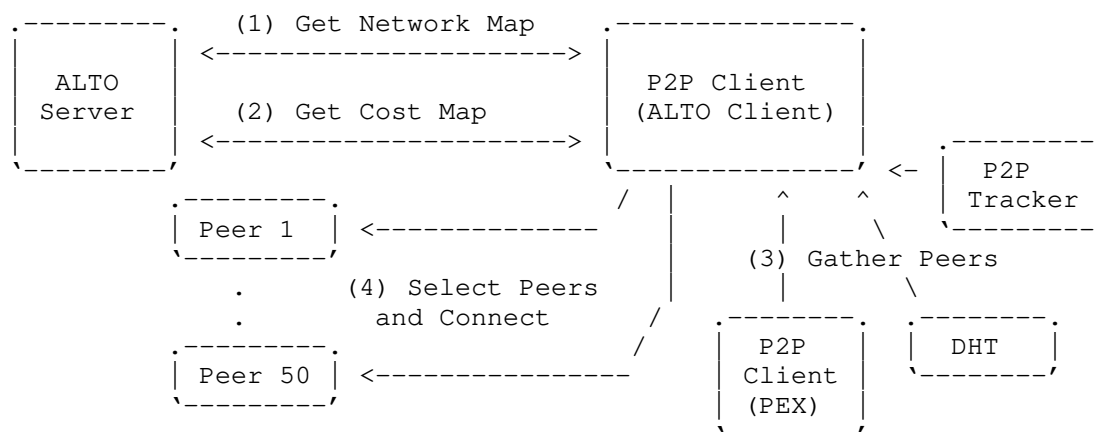 (1) Get Network Map
ALTO Server
P2P Client (ALTO Client)
(2) Get Cost Map
P2P Tracker
Peer 1
(3) Gather Peers
(4) Select Peers and Connect
Peer 50
P2P Client (PEX)
DHT